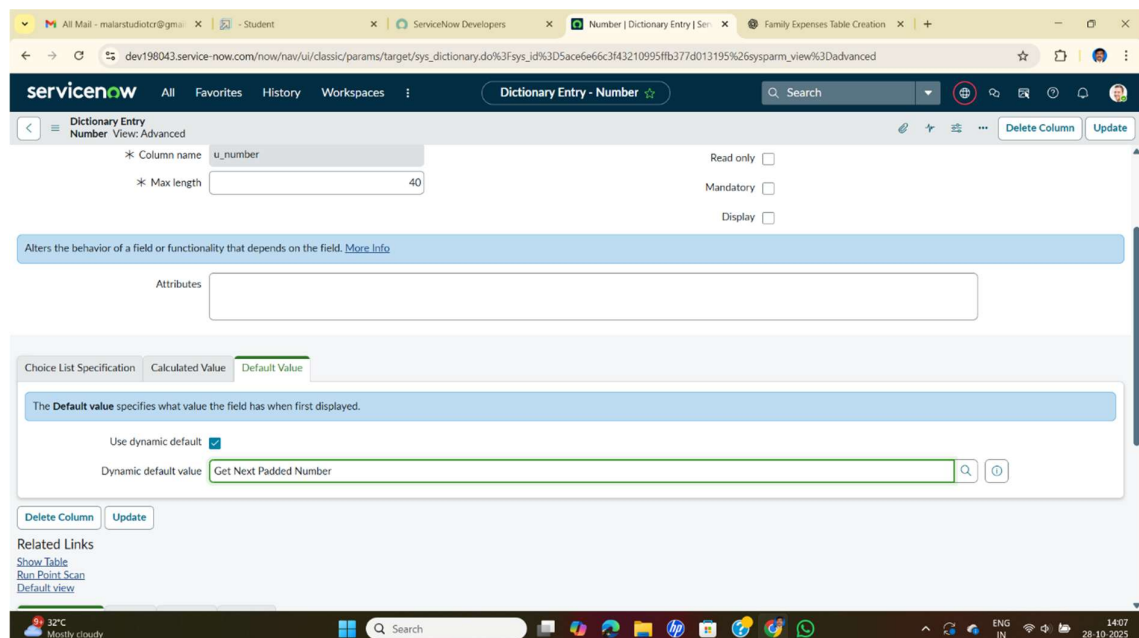 All Mail - malarstudiotcr@gmai
- Student
ServiceNow Developers
Number | Dictionary Entry | Ser
Family Expenses Table Creation
dev198043.service-now.com/now/nav/ui/classic/params/target/sys_dictionary.do%3Fsys_id%3D5ace6e66c3f43210995ffb377d013195%26sysparm_view%3Dadvanced
servicenow All Favorites History Workspaces
Dictionary Entry - Number
Search
Dictionary Entry
Number View: Advanced
Delete Column Update
Column name u_number
Read only
Max length 40
Mandatory
Display
Alters the behavior of a field or functionality that depends on the field. More Info
Attributes
Choice List Specification Calculated Value Default Value
The Default value specifies what value the field has when first displayed.
Use dynamic default
Dynamic default value Get Next Padded Number
Delete Column Update
Related Links
Show Table
Run Point Scan
Default view
9+ 32°C
Mostly cloudy
Search
hp
ENG
IN
14:07
28-10-2025